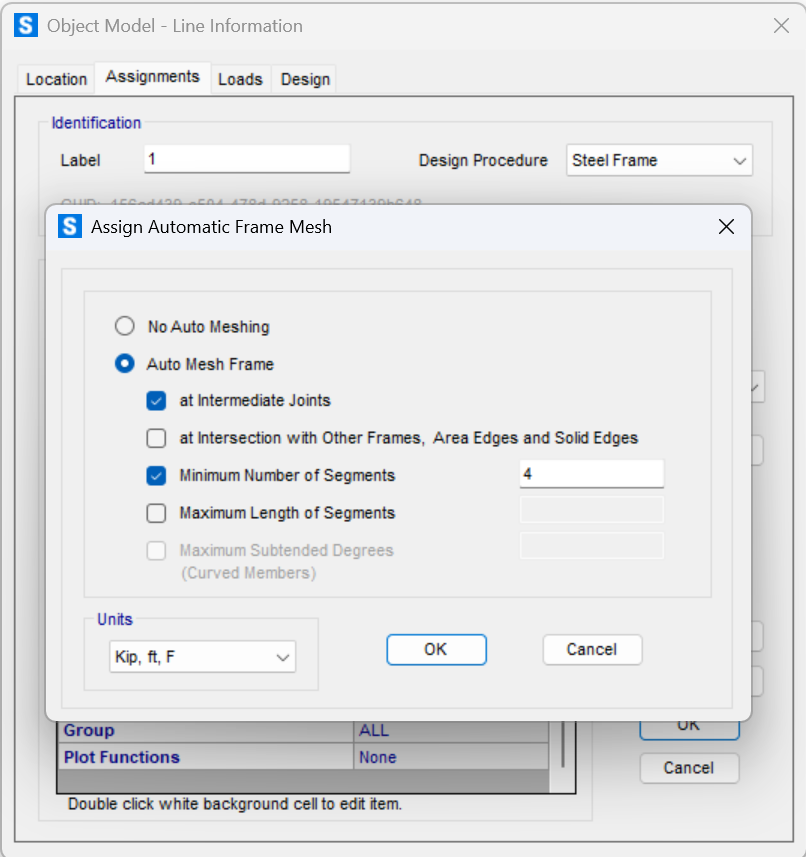 S Object Model - Line Information
Location Assignments Loads Design
Identification
Label 1 Design Procedure Steel Frame
S Assign Automatic Frame Mesh
No Auto Meshing
Auto Mesh Frame
at Intermediate Joints
at Intersection with Other Frames, Area Edges and Solid Edges
Minimum Number of Segments 4
Maximum Length of Segments
Maximum Subtended Degrees
(Curved Members)
Units
Kip, ft, F OK Cancel
Group ALL OK
Plot Functions None
Cancel
Double click white background cell to edit item.